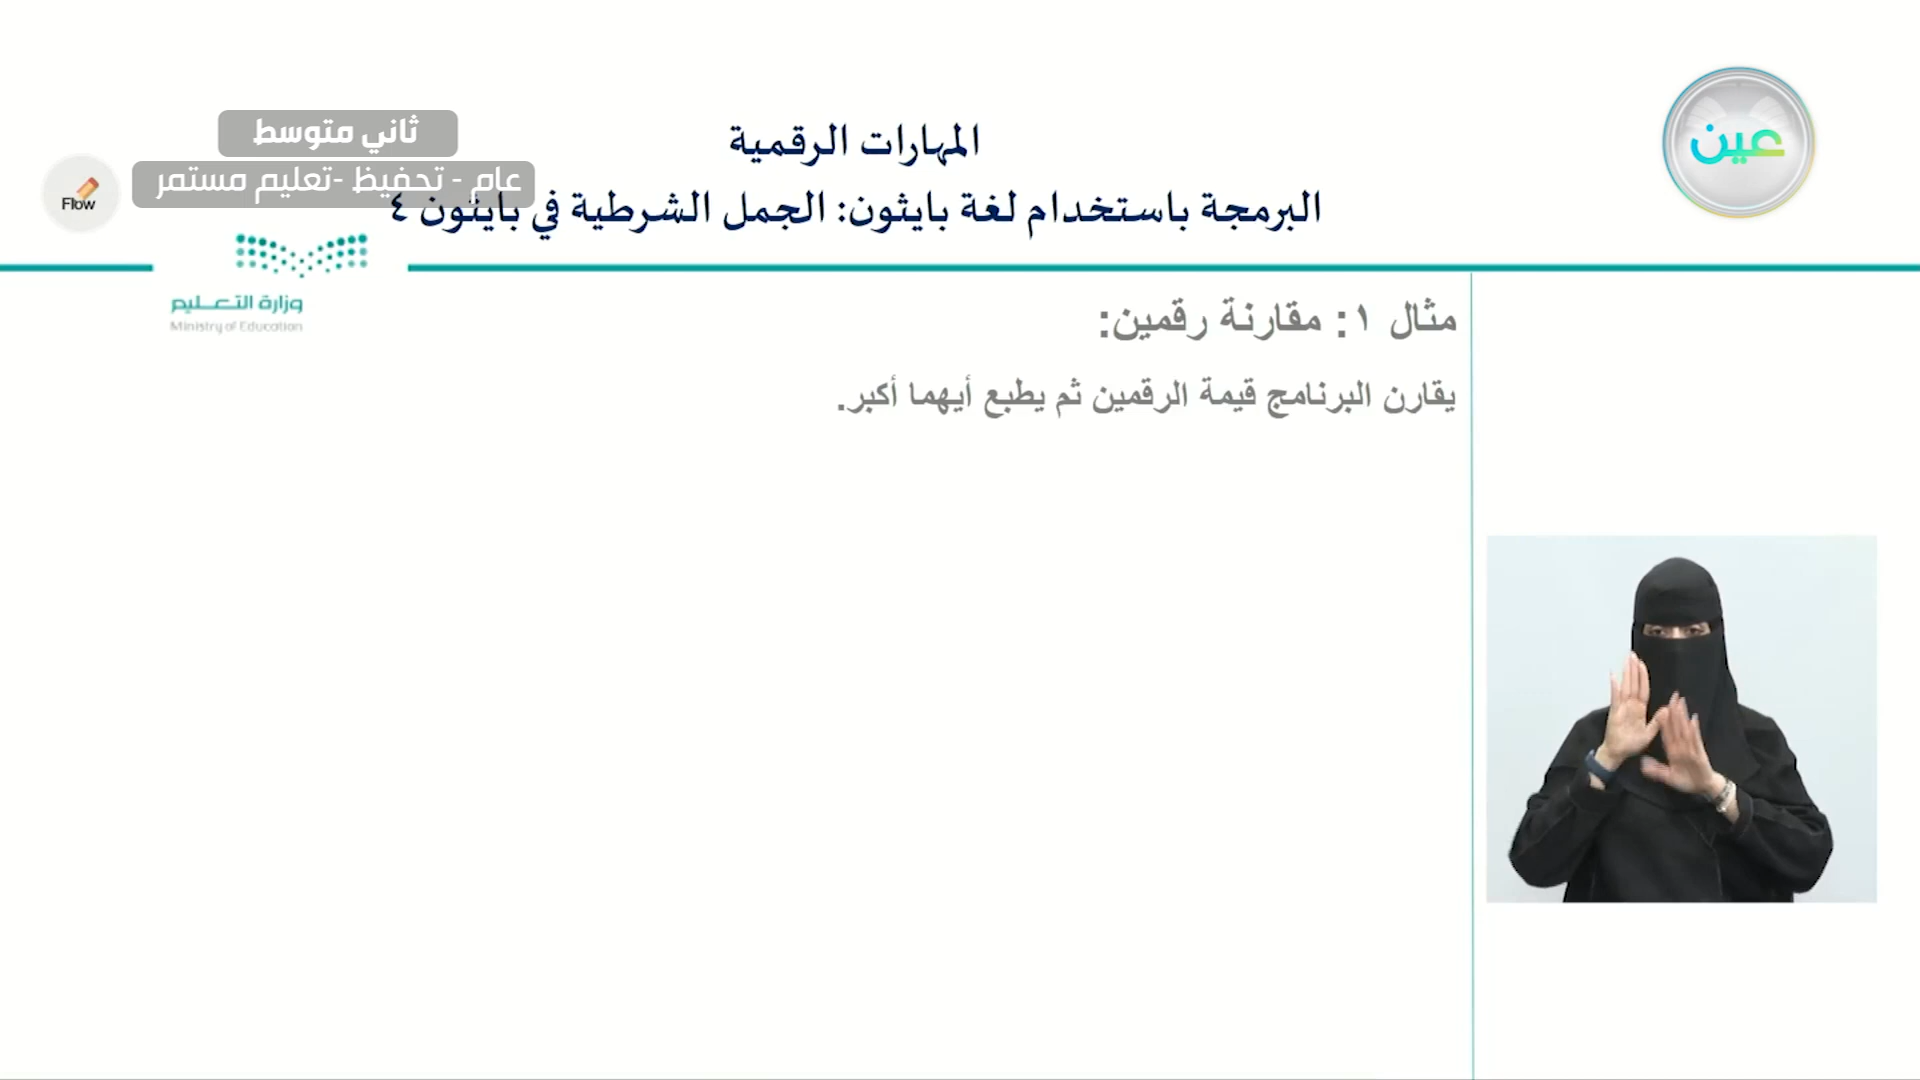 المهارات الرقمية
البرمجة باستخدام لغة بايثون: الجمل الشرطية في بايثون ٤
ثاني متوسط
عام - تحفيظ -تعليم مستمر
Flow
عين
وزارة التعليم
Ministry of Education
مثال ١: مقارنة رقمين:
يقارن البرنامج قيمة الرقمين ثم يطبع أيهما أكبر.